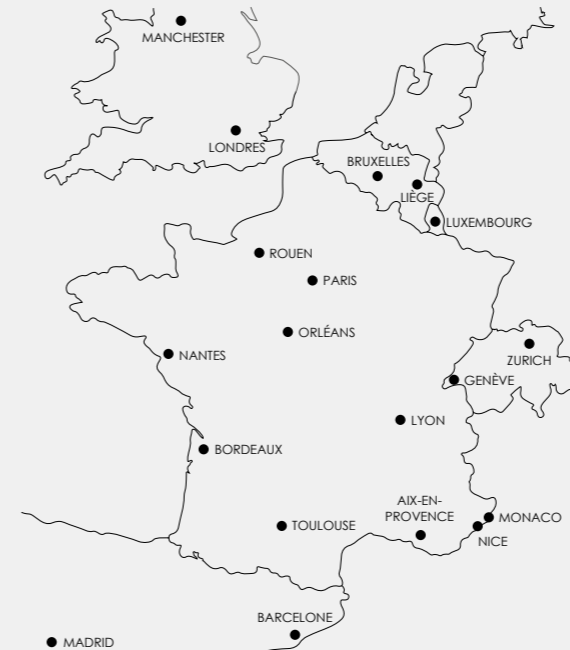 MANCHESTER
LONDRES
BRUXELLES
LIÈGE
LUXEMBOURG
ROUEN
PARIS
ORLÉANS
ZURICH
NANTES
GENÈVE
LYON
BORDEAUX
AIX-EN-
PROVENCE
MONACO
TOULOUSE
NICE
BARCELONE
MADRID